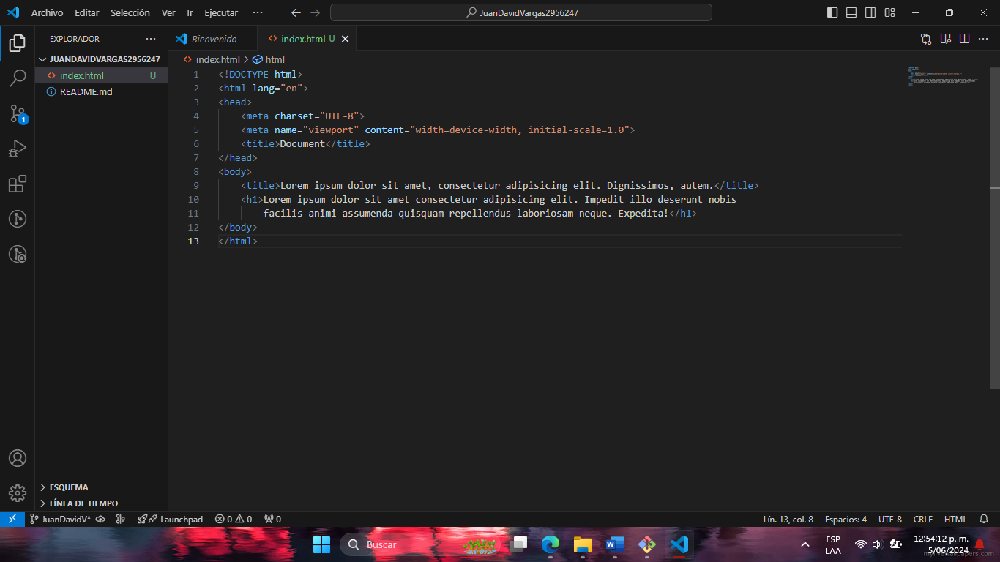 Archivo Editar Selección Ver Ir Ejecutar ··· JuanDavidVargas2956247
EXPLORADOR ···
JUANDAVIDVARGAS2956247
index.html U
README.md
1
Bienvenido index.html U
index.html > html
1 <!DOCTYPE html>
2 <html lang="en">
3 <head>
4 <meta charset="UTF-8">
5 <meta name="viewport" content="width=device-width, initial-scale=1.0">
6 <title>Document</title>
7 </head>
8 <body>
9 <title>Lorem ipsum dolor sit amet, consectetur adipisicing elit. Dignissimos, autem.</title>
10 <h1>Lorem ipsum dolor sit amet consectetur adipisicing elit. Impedit illo deserunt nobis
11 facilis animi assumenda quisquam repellendus laboriosam neque. Expedita!</h1>
12 </body>
13 </html>
ESQUEMA
LÍNEA DE TIEMPO
JuanDavidV* Launchpad 0 0 0 Lín. 13, col. 8 Espacios: 4 UTF-8 CRLF HTML
Buscar
ESP
LAA
12:54:12 p. m.
5/06/2024
mylivewallpapers.com